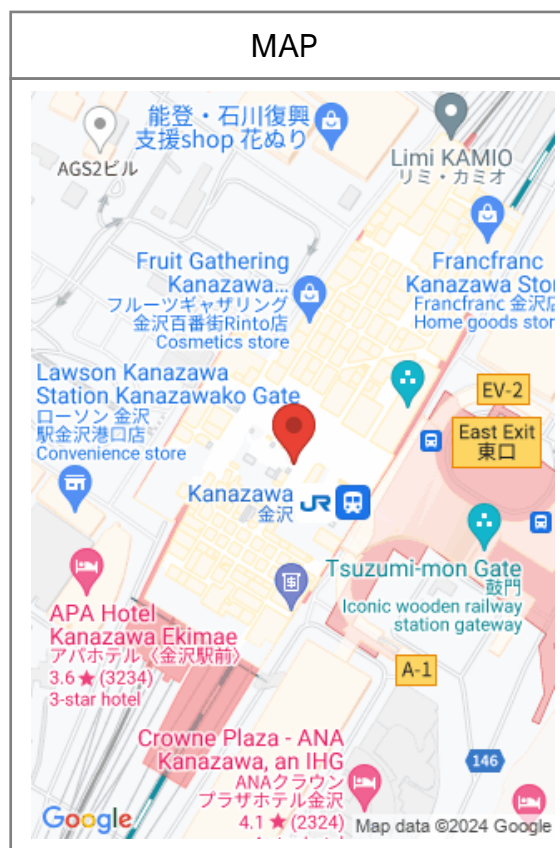 MAP
能登・石川復興
支援shop 花ぬり
AGS2ビル
Limi KAMIO
リミ・カミオ
Fruit Gathering
Kanazawa...
フルーツギャザリング
金沢百番街Rinto店
Cosmetics store
Francfranc
Kanazawa Stor
Francfranc 金沢店
Home goods stor
Lawson Kanazawa
Station Kanazawako Gate
ローソン 金沢
駅金沢港口店
Convenience store
EV-2
East Exit
東口
Kanazawa
金沢
JR
Tsuzumi-mon Gate
鼓門
Iconic wooden railway
station gateway
APA Hotel
Kanazawa Ekimae
アパホテル〈金沢駅前〉
3.6★(3234)
3-star hotel
A-1
Crowne Plaza - ANA
Kanazawa, an IHG
ANAクラウン
プラザホテル金沢
4.1★(2324)
146
Google
Map data ©2024 Google